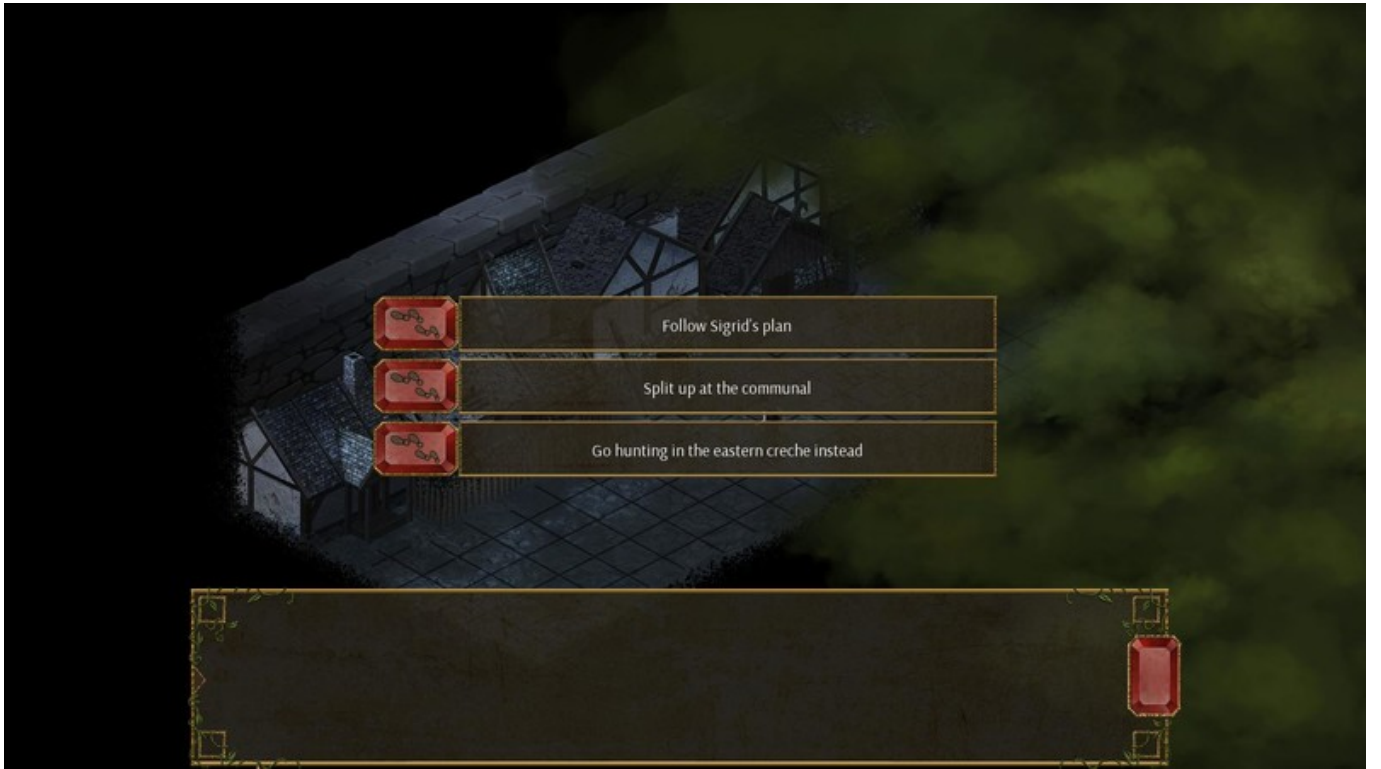 Follow Sigrid's plan
Split up at the communal
Go hunting in the eastern creche instead